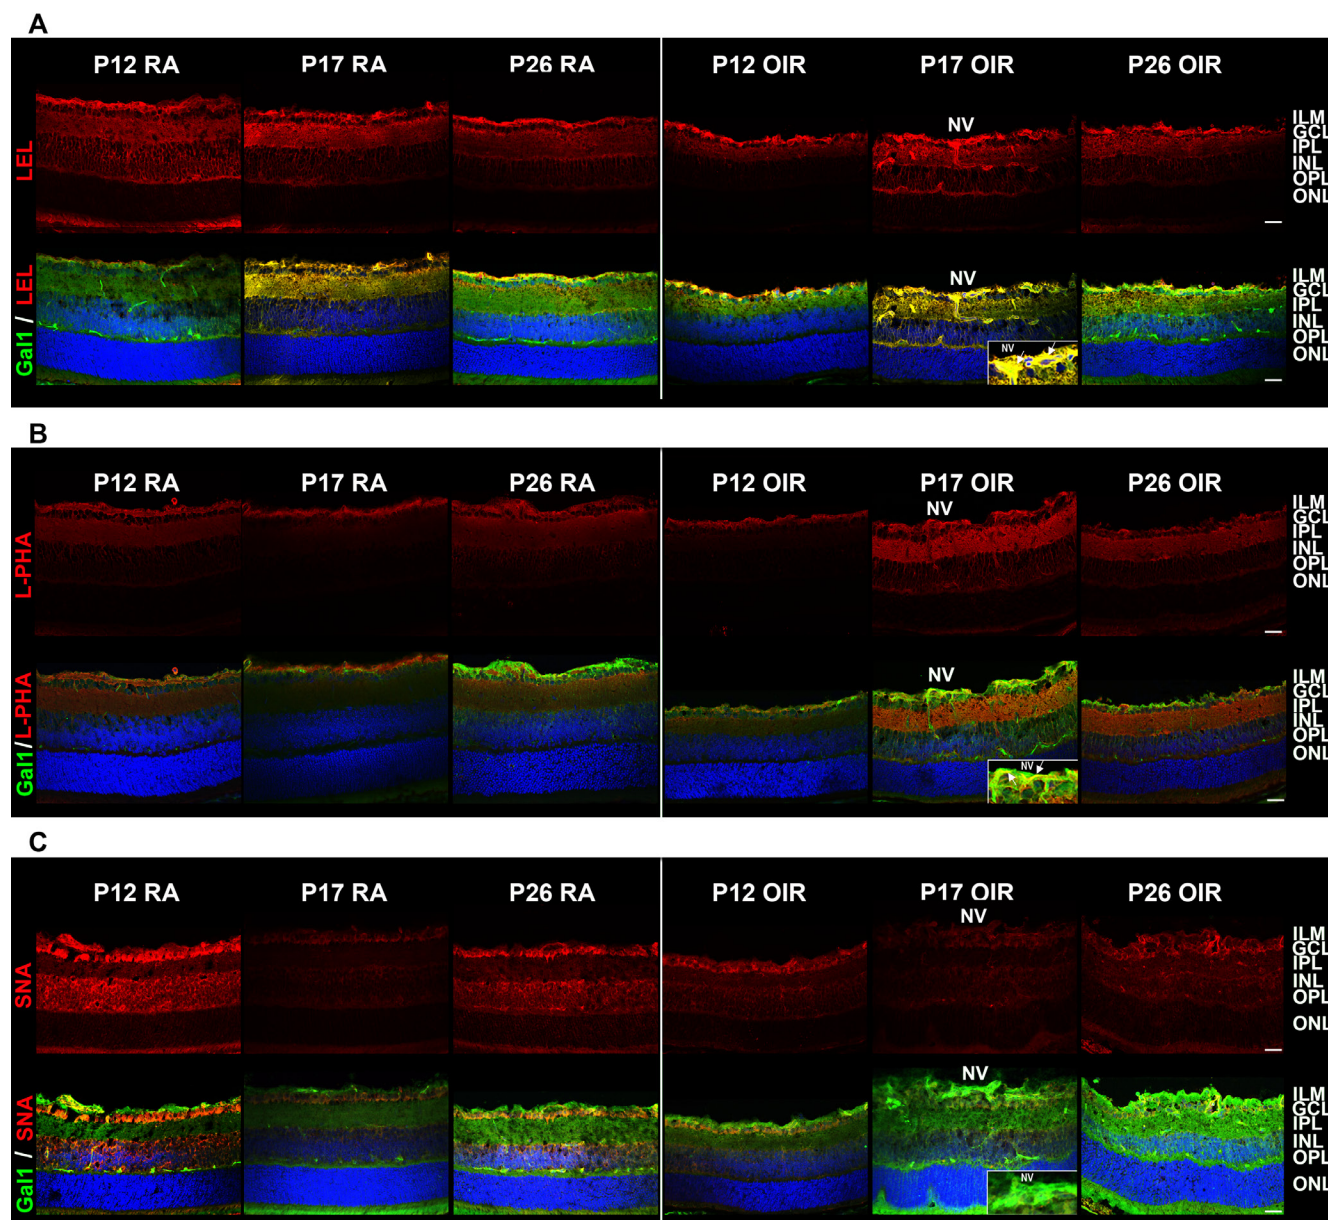 A
P12 RA P17 RA P26 RA P12 OIR P17 OIR P26 OIR
LEL
NV
ILM
GCL
IPL
INL
OPL
ONL
Gal1 / LEL
NV
NV
ILM
GCL
IPL
INL
OPL
ONL
B
P12 RA P17 RA P26 RA P12 OIR P17 OIR P26 OIR
L-PHA
NV
ILM
GCL
IPL
INL
OPL
ONL
Gal1/L-PHA
NV
NV
ILM
GCL
IPL
INL
OPL
ONL
C
P12 RA P17 RA P26 RA P12 OIR P17 OIR P26 OIR
SNA
NV
ILM
GCL
IPL
INL
OPL
ONL
Gal1 / SNA
NV
NV
ILM
GCL
IPL
INL
OPL
ONL